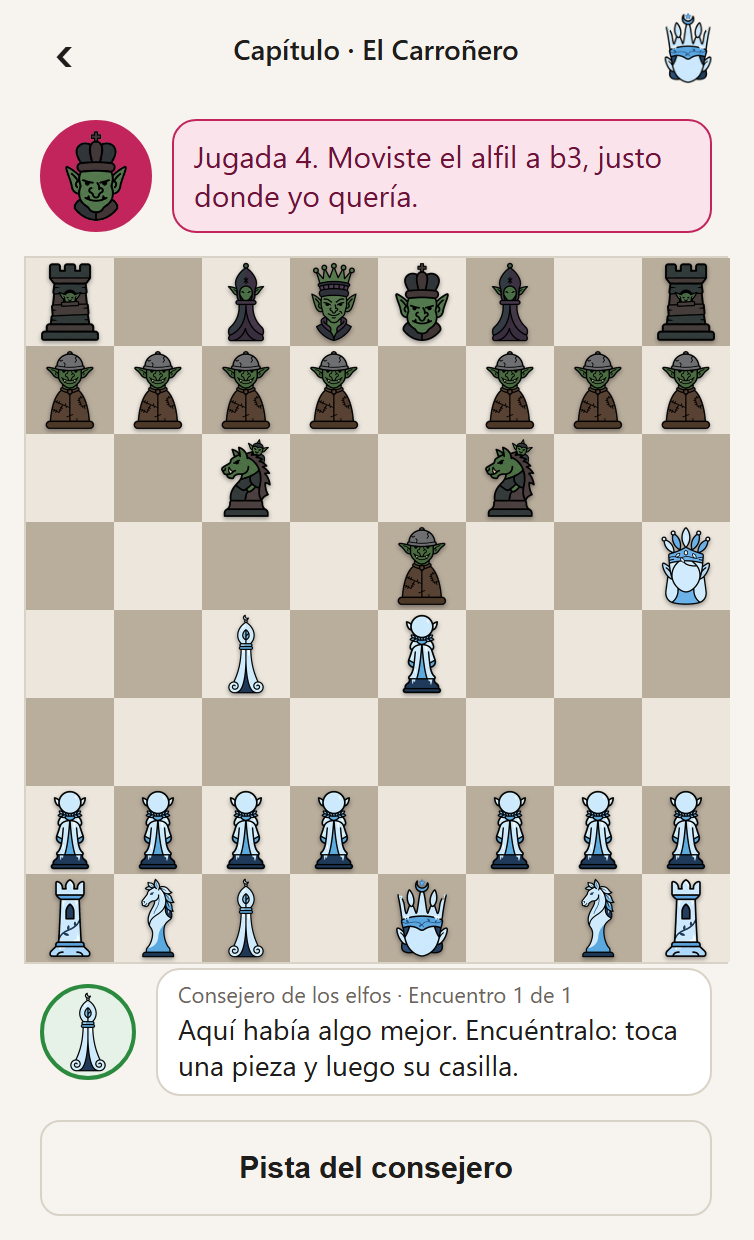 Capítulo · El Carroñero
Jugada 4. Moviste el alfil a b3, justo
donde yo quería.
Consejero de los elfos · Encuentro 1 de 1
Aquí había algo mejor. Encuéntralo: toca
una pieza y luego su casilla.
Pista del consejero